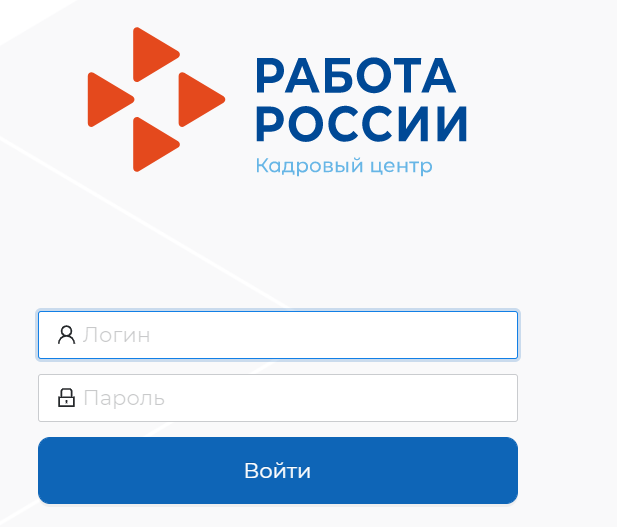 РАБОТА
РОССИИ
Кадровый центр
Логин
Пароль
Войти